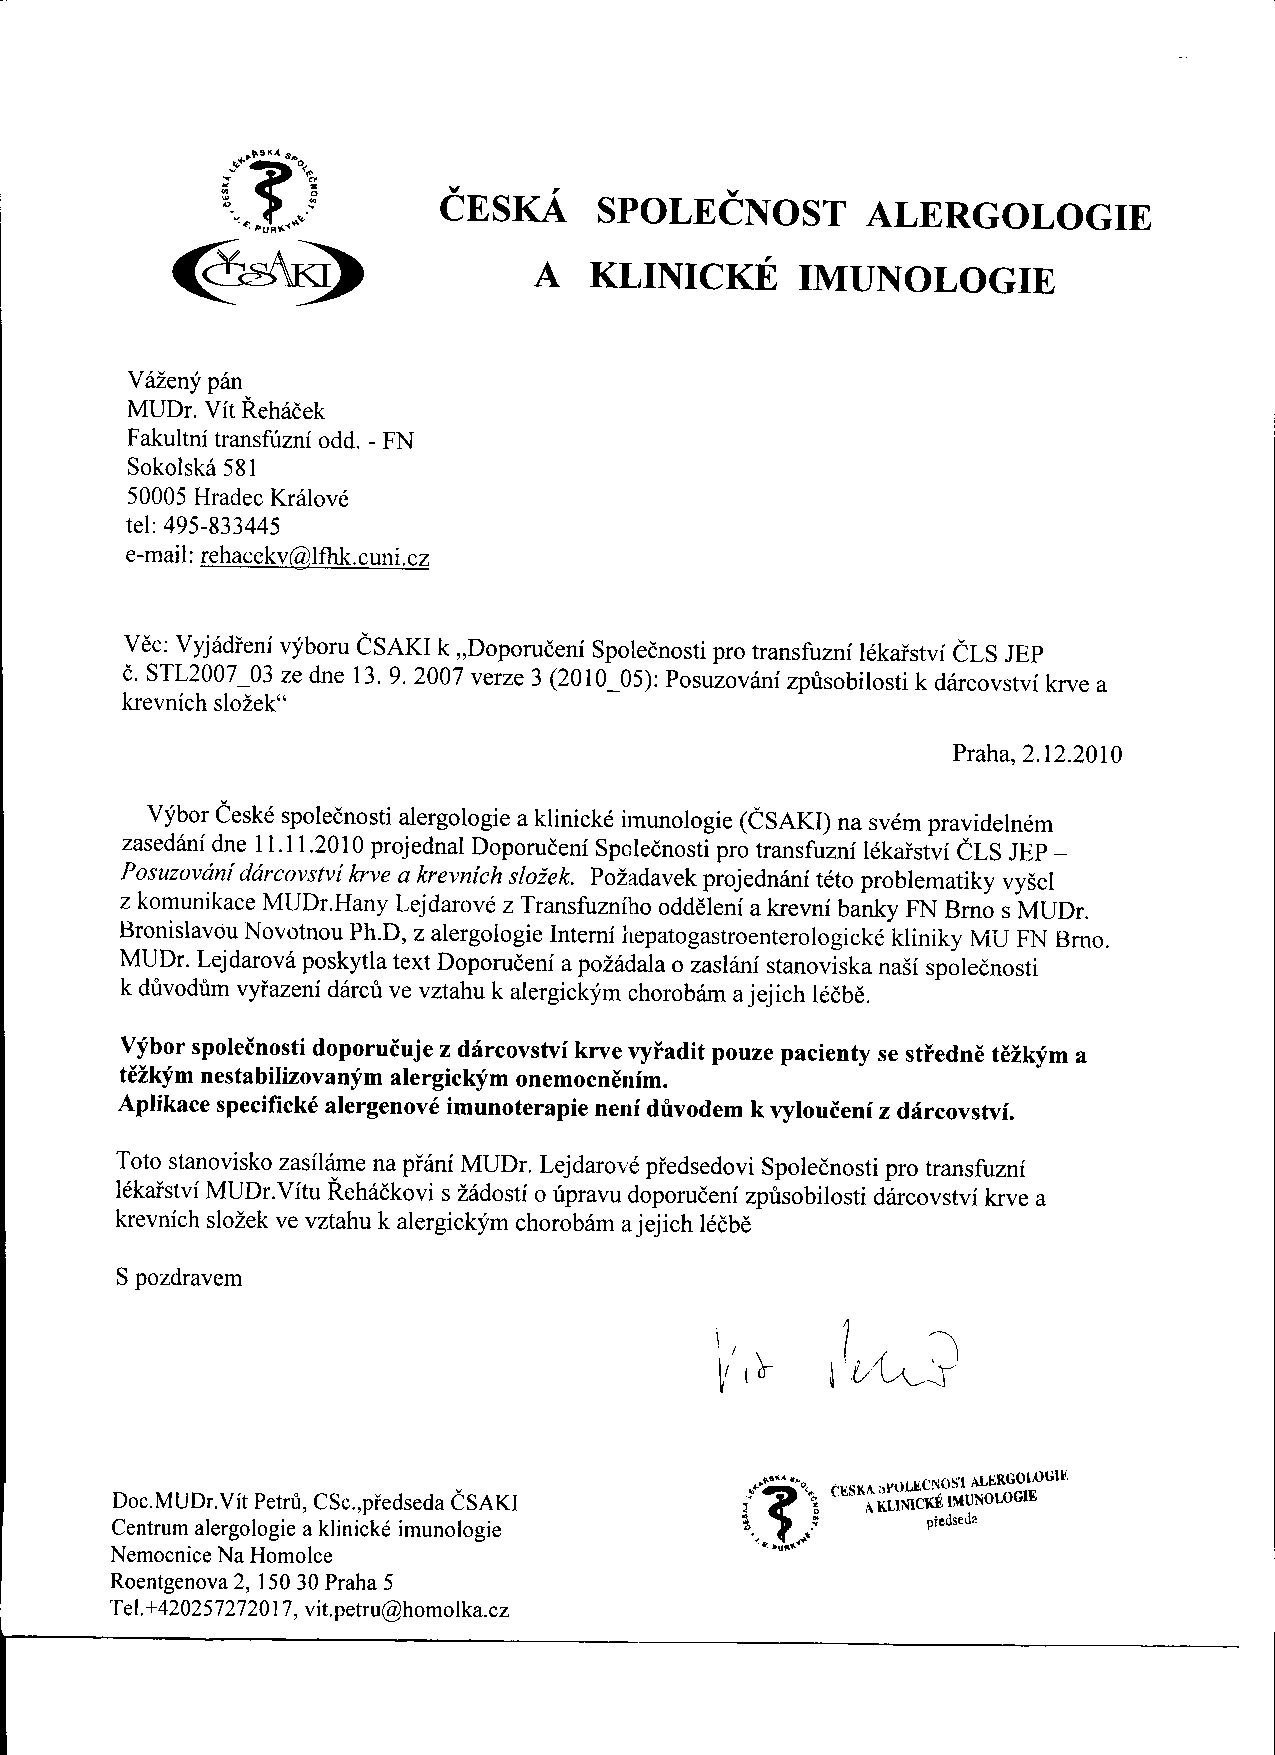 ČESKÁ LÉKAŘSKÁ SPOLEČNOST
J. E. PURKYNĚ
ČSAKI
ČESKÁ SPOLEČNOST ALERGOLOGIE
A KLINICKÉ IMUNOLOGIE
Vážený pán
MUDr. Vít Řeháček
Fakultní transfúzní odd. - FN
Sokolská 581
50005 Hradec Králové
tel: 495-833445
e-mail: rehacekv@lfhk.cuni.cz
Věc: Vyjádření výboru ČSAKI k „Doporučení Společnosti pro transfuzní lékařství ČLS JEP
č. STL2007_03 ze dne 13. 9. 2007 verze 3 (2010_05): Posuzování způsobilosti k dárcovství krve a
krevních složek“
Praha, 2.12.2010
Výbor České společnosti alergologie a klinické imunologie (ČSAKI) na svém pravidelném
zasedání dne 11.11.2010 projednal Doporučení Společnosti pro transfuzní lékařství ČLS JEP –
Posuzování dárcovství krve a krevních složek. Požadavek projednání této problematiky vyšel
z komunikace MUDr.Hany Lejdarové z Transfuzního oddělení a krevní banky FN Brno s MUDr.
Bronislavou Novotnou Ph.D, z alergologie Interní hepatogastroenterologické kliniky MU FN Brno.
MUDr. Lejdarová poskytla text Doporučení a požádala o zaslání stanoviska naší společnosti
k důvodům vyřazení dárců ve vztahu k alergickým chorobám a jejich léčbě.
Výbor společnosti doporučuje z dárcovství krve vyřadit pouze pacienty se středně těžkým a
těžkým nestabilizovaným alergickým onemocněním.
Aplikace specifické alergenové imunoterapie není důvodem k vyloučení z dárcovství.
Toto stanovisko zasíláme na přání MUDr. Lejdarové předsedovi Společnosti pro transfuzní
lékařství MUDr.Vítu Řeháčkovi s žádostí o úpravu doporučení způsobilosti dárcovství krve a
krevních složek ve vztahu k alergickým chorobám a jejich léčbě
S pozdravem
Doc.MUDr.Vít Petrů, CSc.,předseda ČSAKI
Centrum alergologie a klinické imunologie
Nemocnice Na Homolce
Roentgenova 2, 150 30 Praha 5
Tel.+420257272017, vit.petru@homolka.cz
ČESKÁ SPOLEČNOST ALERGOLOGIE
A KLINICKÉ IMUNOLOGIE
předseda